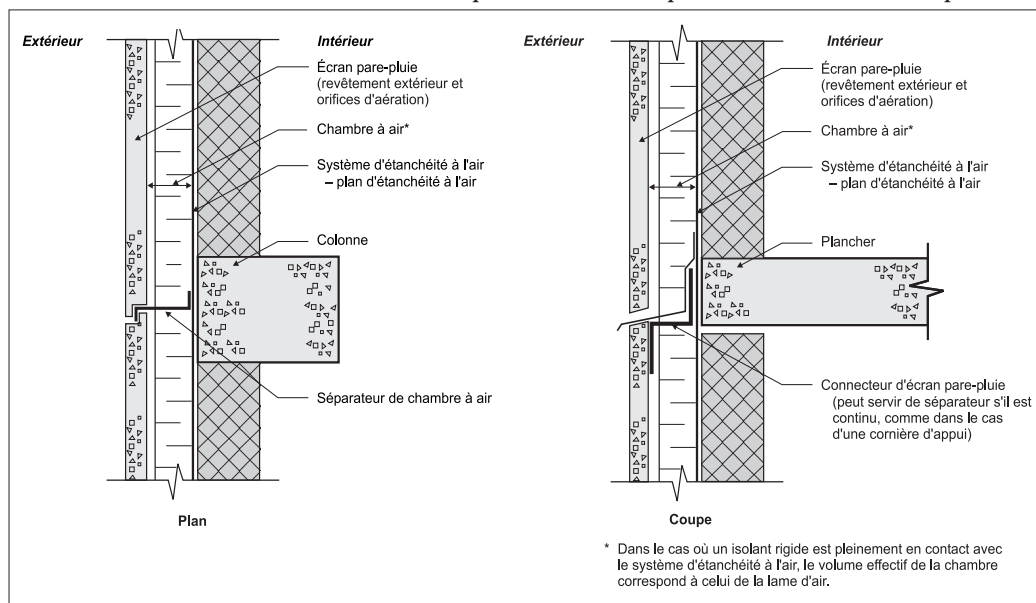 Extérieur
Intérieur
Écran pare-pluie
(revêtement extérieur et
orifices d'aération)
Chambre à air*
Système d'étanchéité à l'air
– plan d'étanchéité à l'air
Colonne
Séparateur de chambre à air
Plan
Extérieur
Intérieur
Écran pare-pluie
(revêtement extérieur et
orifices d'aération)
Chambre à air*
Système d'étanchéité à l'air
– plan d'étanchéité à l'air
Plancher
Connecteur d'écran pare-pluie
(peut servir de séparateur s'il est
continu, comme dans le cas
d'une cornière d'appui)
Coupe
* Dans le cas où un isolant rigide est pleinement en contact avec
le système d'étanchéité à l'air, le volume effectif de la chambre
correspond à celui de la lame d'air.